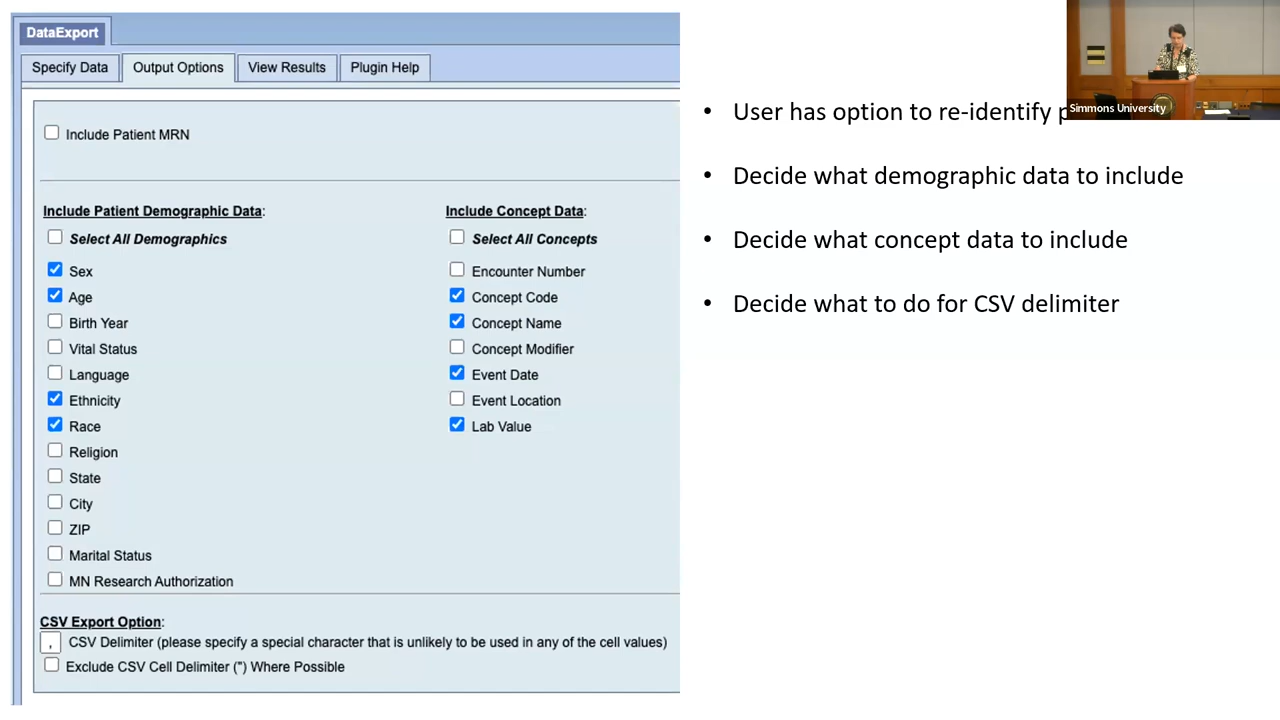 DataExport
Specify Data
Output Options
View Results
Plugin Help
Include Patient MRN
Include Patient Demographic Data:
Select All Demographics
Sex
Age
Birth Year
Vital Status
Language
Ethnicity
Race
Religion
State
City
ZIP
Marital Status
MN Research Authorization
Include Concept Data:
Select All Concepts
Encounter Number
Concept Code
Concept Name
Concept Modifier
Event Date
Event Location
Lab Value
CSV Export Option:
, CSV Delimiter (please specify a special character that is unlikely to be used in any of the cell values)
Exclude CSV Cell Delimiter (") Where Possible
• User has option to re-identify
• Decide what demographic data to include
• Decide what concept data to include
• Decide what to do for CSV delimiter
Simmons University